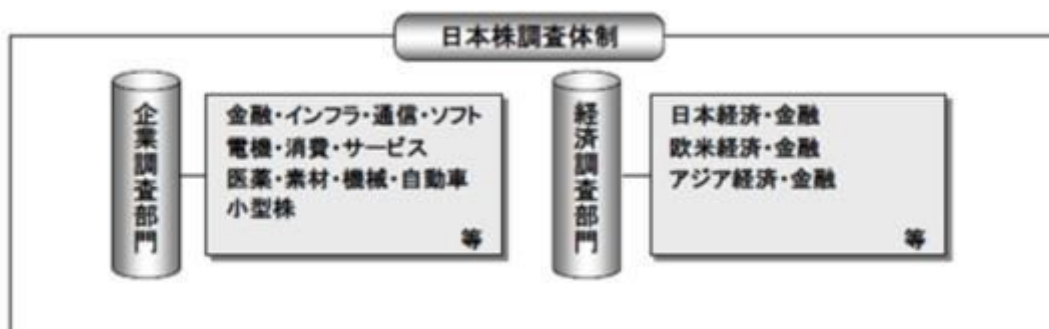 日本株調査体制
企業調査部門
金融・インフラ・通信・ソフト
電機・消費・サービス
医薬・素材・機械・自動車
小型株
等
経済調査部門
日本経済・金融
欧米経済・金融
アジア経済・金融
等